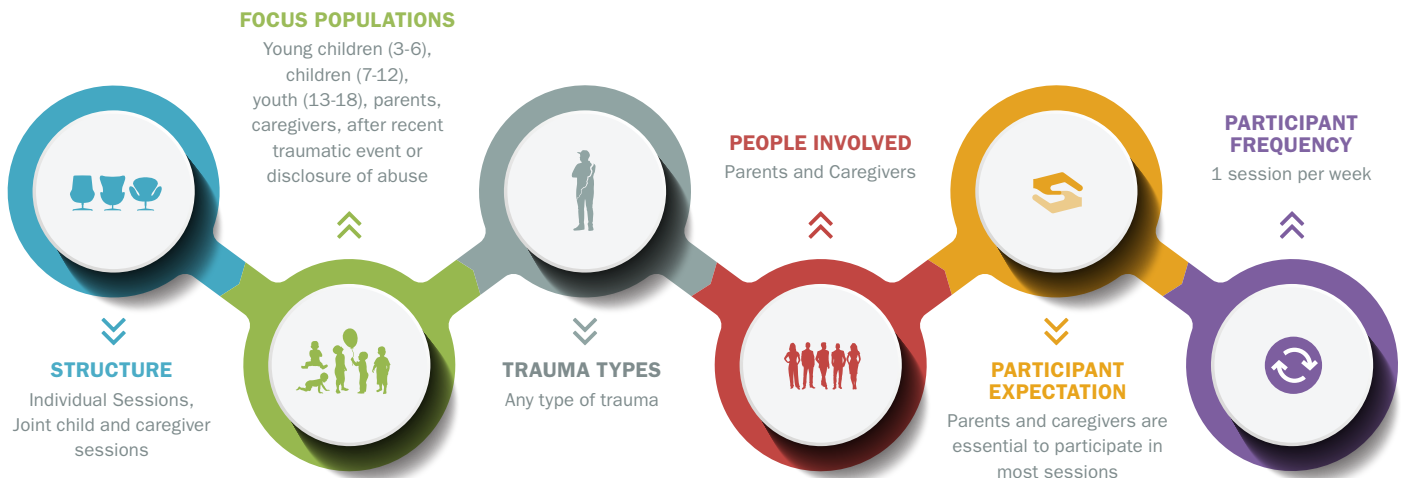 STRUCTURE
Individual Sessions,
Joint child and caregiver
sessions
FOCUS POPULATIONS
Young children (3-6),
children (7-12),
youth (13-18), parents,
caregivers, after recent
traumatic event or
disclosure of abuse
TRAUMA TYPES
Any type of trauma
PEOPLE INVOLVED
Parents and Caregivers
PARTICIPANT
EXPECTATION
Parents and caregivers are
essential to participate in
most sessions
PARTICIPANT
FREQUENCY
1 session per week